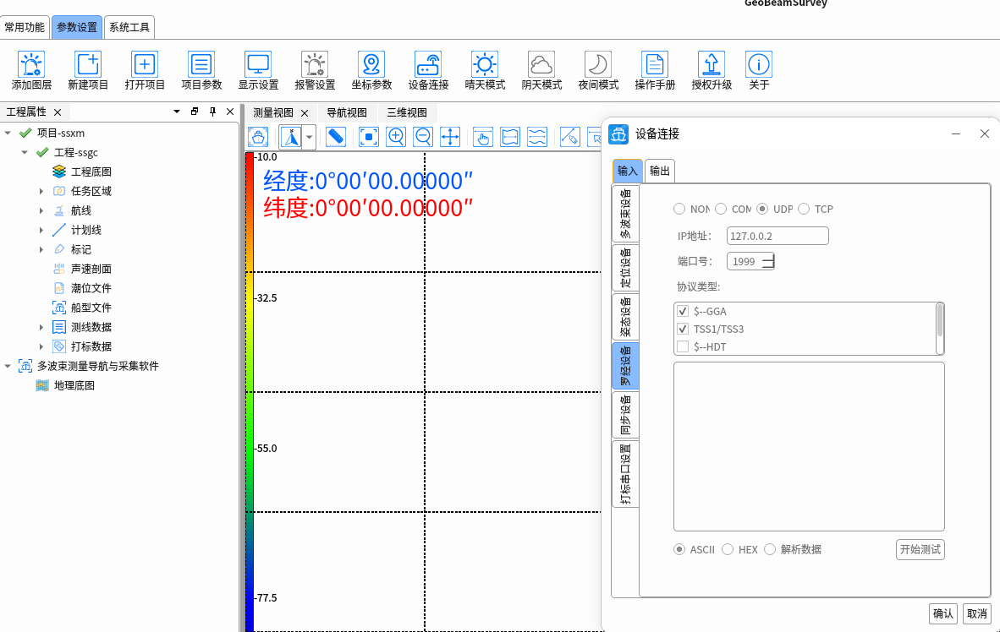 GeoBeamSurvey
常用功能 参数设置 系统工具
添加图层 新建项目 打开项目 项目参数 显示设置 报警设置 坐标参数 设备连接 晴天模式 阴天模式 夜间模式 操作手册 授权升级 关于
工程属性
项目-ssxm
工程-ssgc
工程底图
任务区域
航线
计划线
标记
声速剖面
潮位文件
船型文件
测线数据
打标数据
多波束测量导航与采集软件
地理底图
测量视图 导航视图 三维视图
-10.0
经度:0°00′00.00000″
纬度:0°00′00.00000″
-32.5
-55.0
-77.5
设备连接
输入 输出
多波束设备
定位设备
姿态设备
罗经设备
同步设备
打标串口设置
NON COM UDP TCP
IP地址: 127.0.0.2
端口号: 1999
协议类型:
$--GGA
TSS1/TSS3
$--HDT
ASCII HEX 解析数据 开始测试
确认 取消